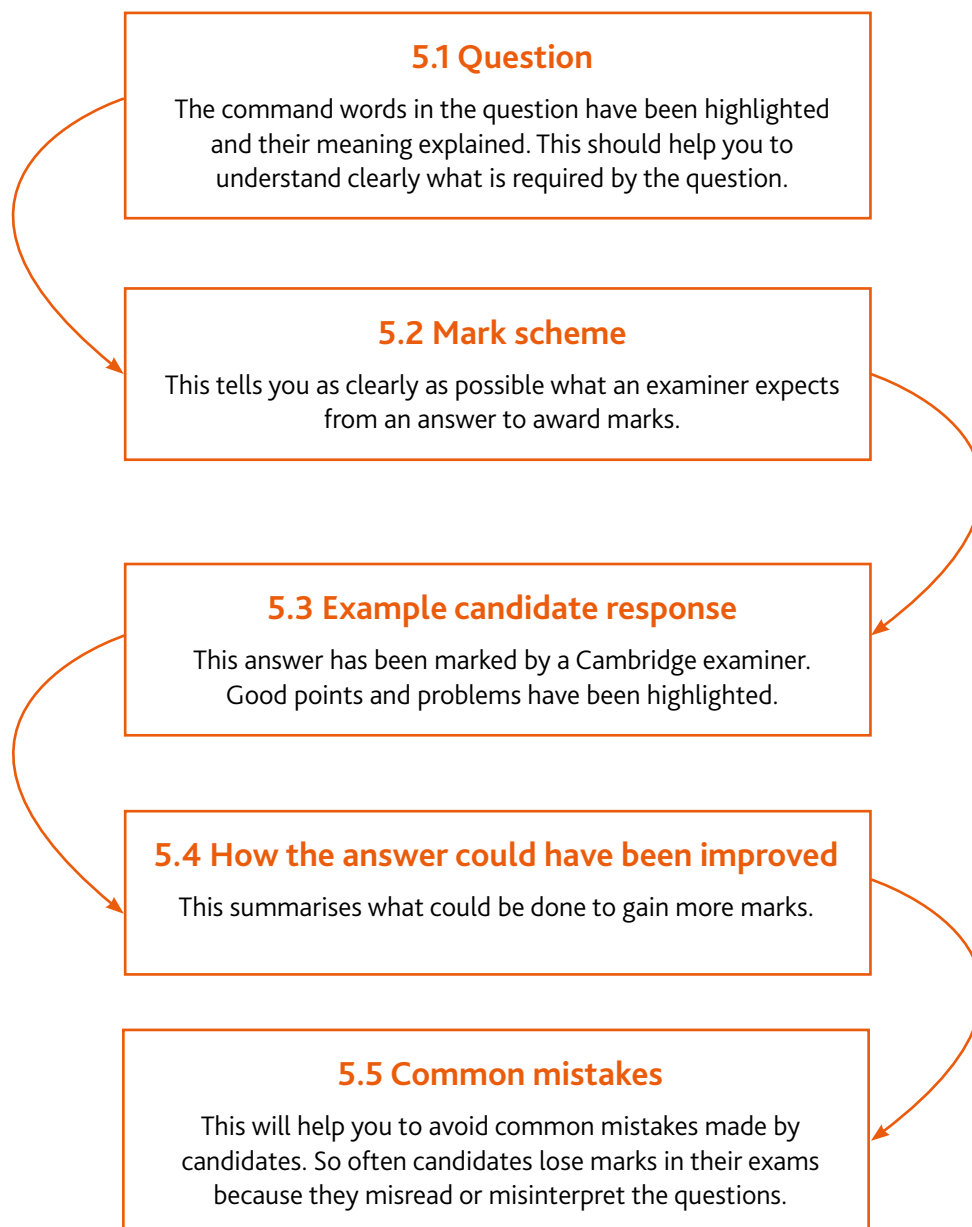 5.1 Question
The command words in the question have been highlighted
and their meaning explained. This should help you to
understand clearly what is required by the question.
5.2 Mark scheme
This tells you as clearly as possible what an examiner expects
from an answer to award marks.
5.3 Example candidate response
This answer has been marked by a Cambridge examiner.
Good points and problems have been highlighted.
5.4 How the answer could have been improved
This summarises what could be done to gain more marks.
5.5 Common mistakes
This will help you to avoid common mistakes made by
candidates. So often candidates lose marks in their exams
because they misread or misinterpret the questions.